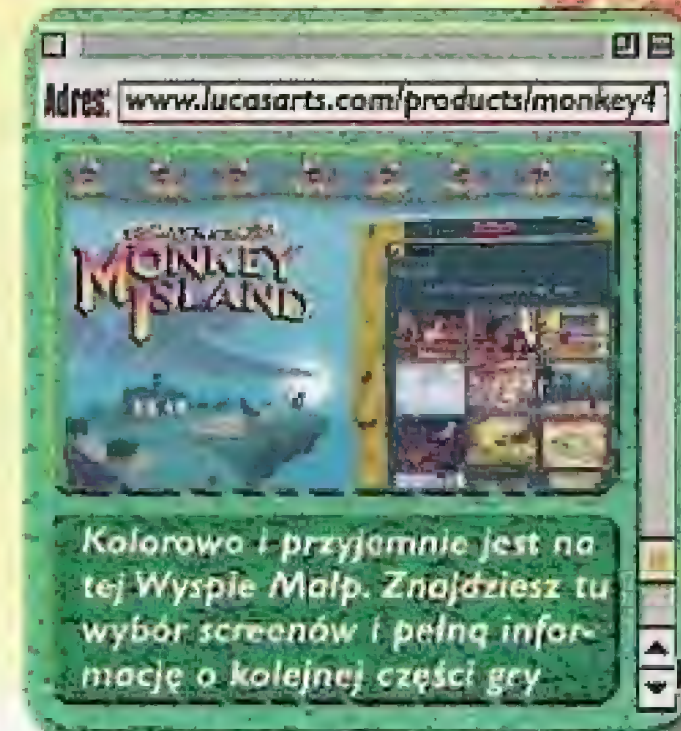 Adres: www.lucasarts.com/products/monkey4
MONKEY
ISLAND
Kolorowo i przyjemnie jest na
tej Wyspie Małp. Znajdziesz tu
wybór screenów i pełną infor-
mację o kolejnej części gry